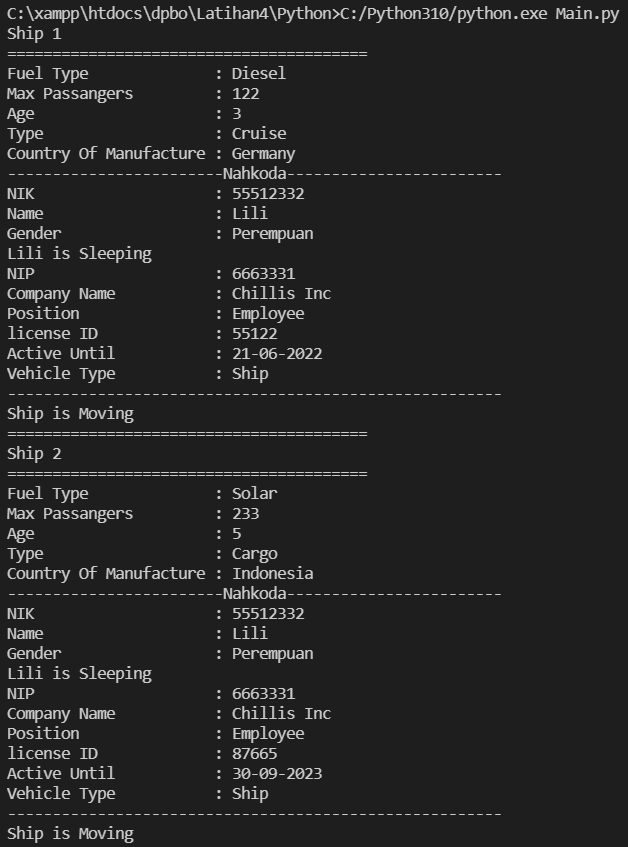 C:\xampp\htdocs\dpbo\Latihan4\Python>C:/Python310/python.exe Main.py
Ship 1
========================================
Fuel Type              : Diesel
Max Passangers         : 122
Age                    : 3
Type                   : Cruise
Country Of Manufacture : Germany
------------------------Nahkoda------------------------
NIK                    : 55512332
Name                   : Lili
Gender                 : Perempuan
Lili is Sleeping
NIP                    : 6663331
Company Name           : Chillis Inc
Position               : Employee
license ID             : 55122
Active Until           : 21-06-2022
Vehicle Type           : Ship
-------------------------------------------------------
Ship is Moving
========================================
Ship 2
========================================
Fuel Type              : Solar
Max Passangers         : 233
Age                    : 5
Type                   : Cargo
Country Of Manufacture : Indonesia
------------------------Nahkoda------------------------
NIK                    : 55512332
Name                   : Lili
Gender                 : Perempuan
Lili is Sleeping
NIP                    : 6663331
Company Name           : Chillis Inc
Position               : Employee
license ID             : 87665
Active Until           : 30-09-2023
Vehicle Type           : Ship
-------------------------------------------------------
Ship is Moving